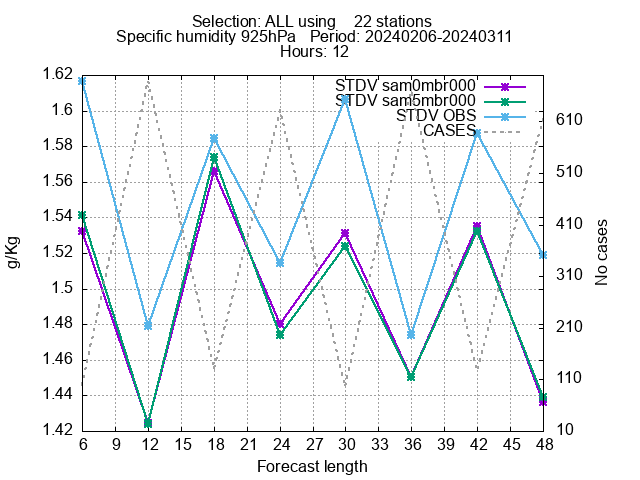 Selection: ALL using    22 stations
Specific humidity 925hPa   Period: 20240206-20240311
Hours: 12
STDV sam0mbr000
STDV sam5mbr000
STDV OBS
CASES
1.62
1.6
1.58
1.56
1.54
1.52
1.5
1.48
1.46
1.44
1.42
g/Kg
610
510
410
310
210
110
10
No cases
6 9 12 15 18 21 24 27 30 33 36 39 42 45 48
Forecast length